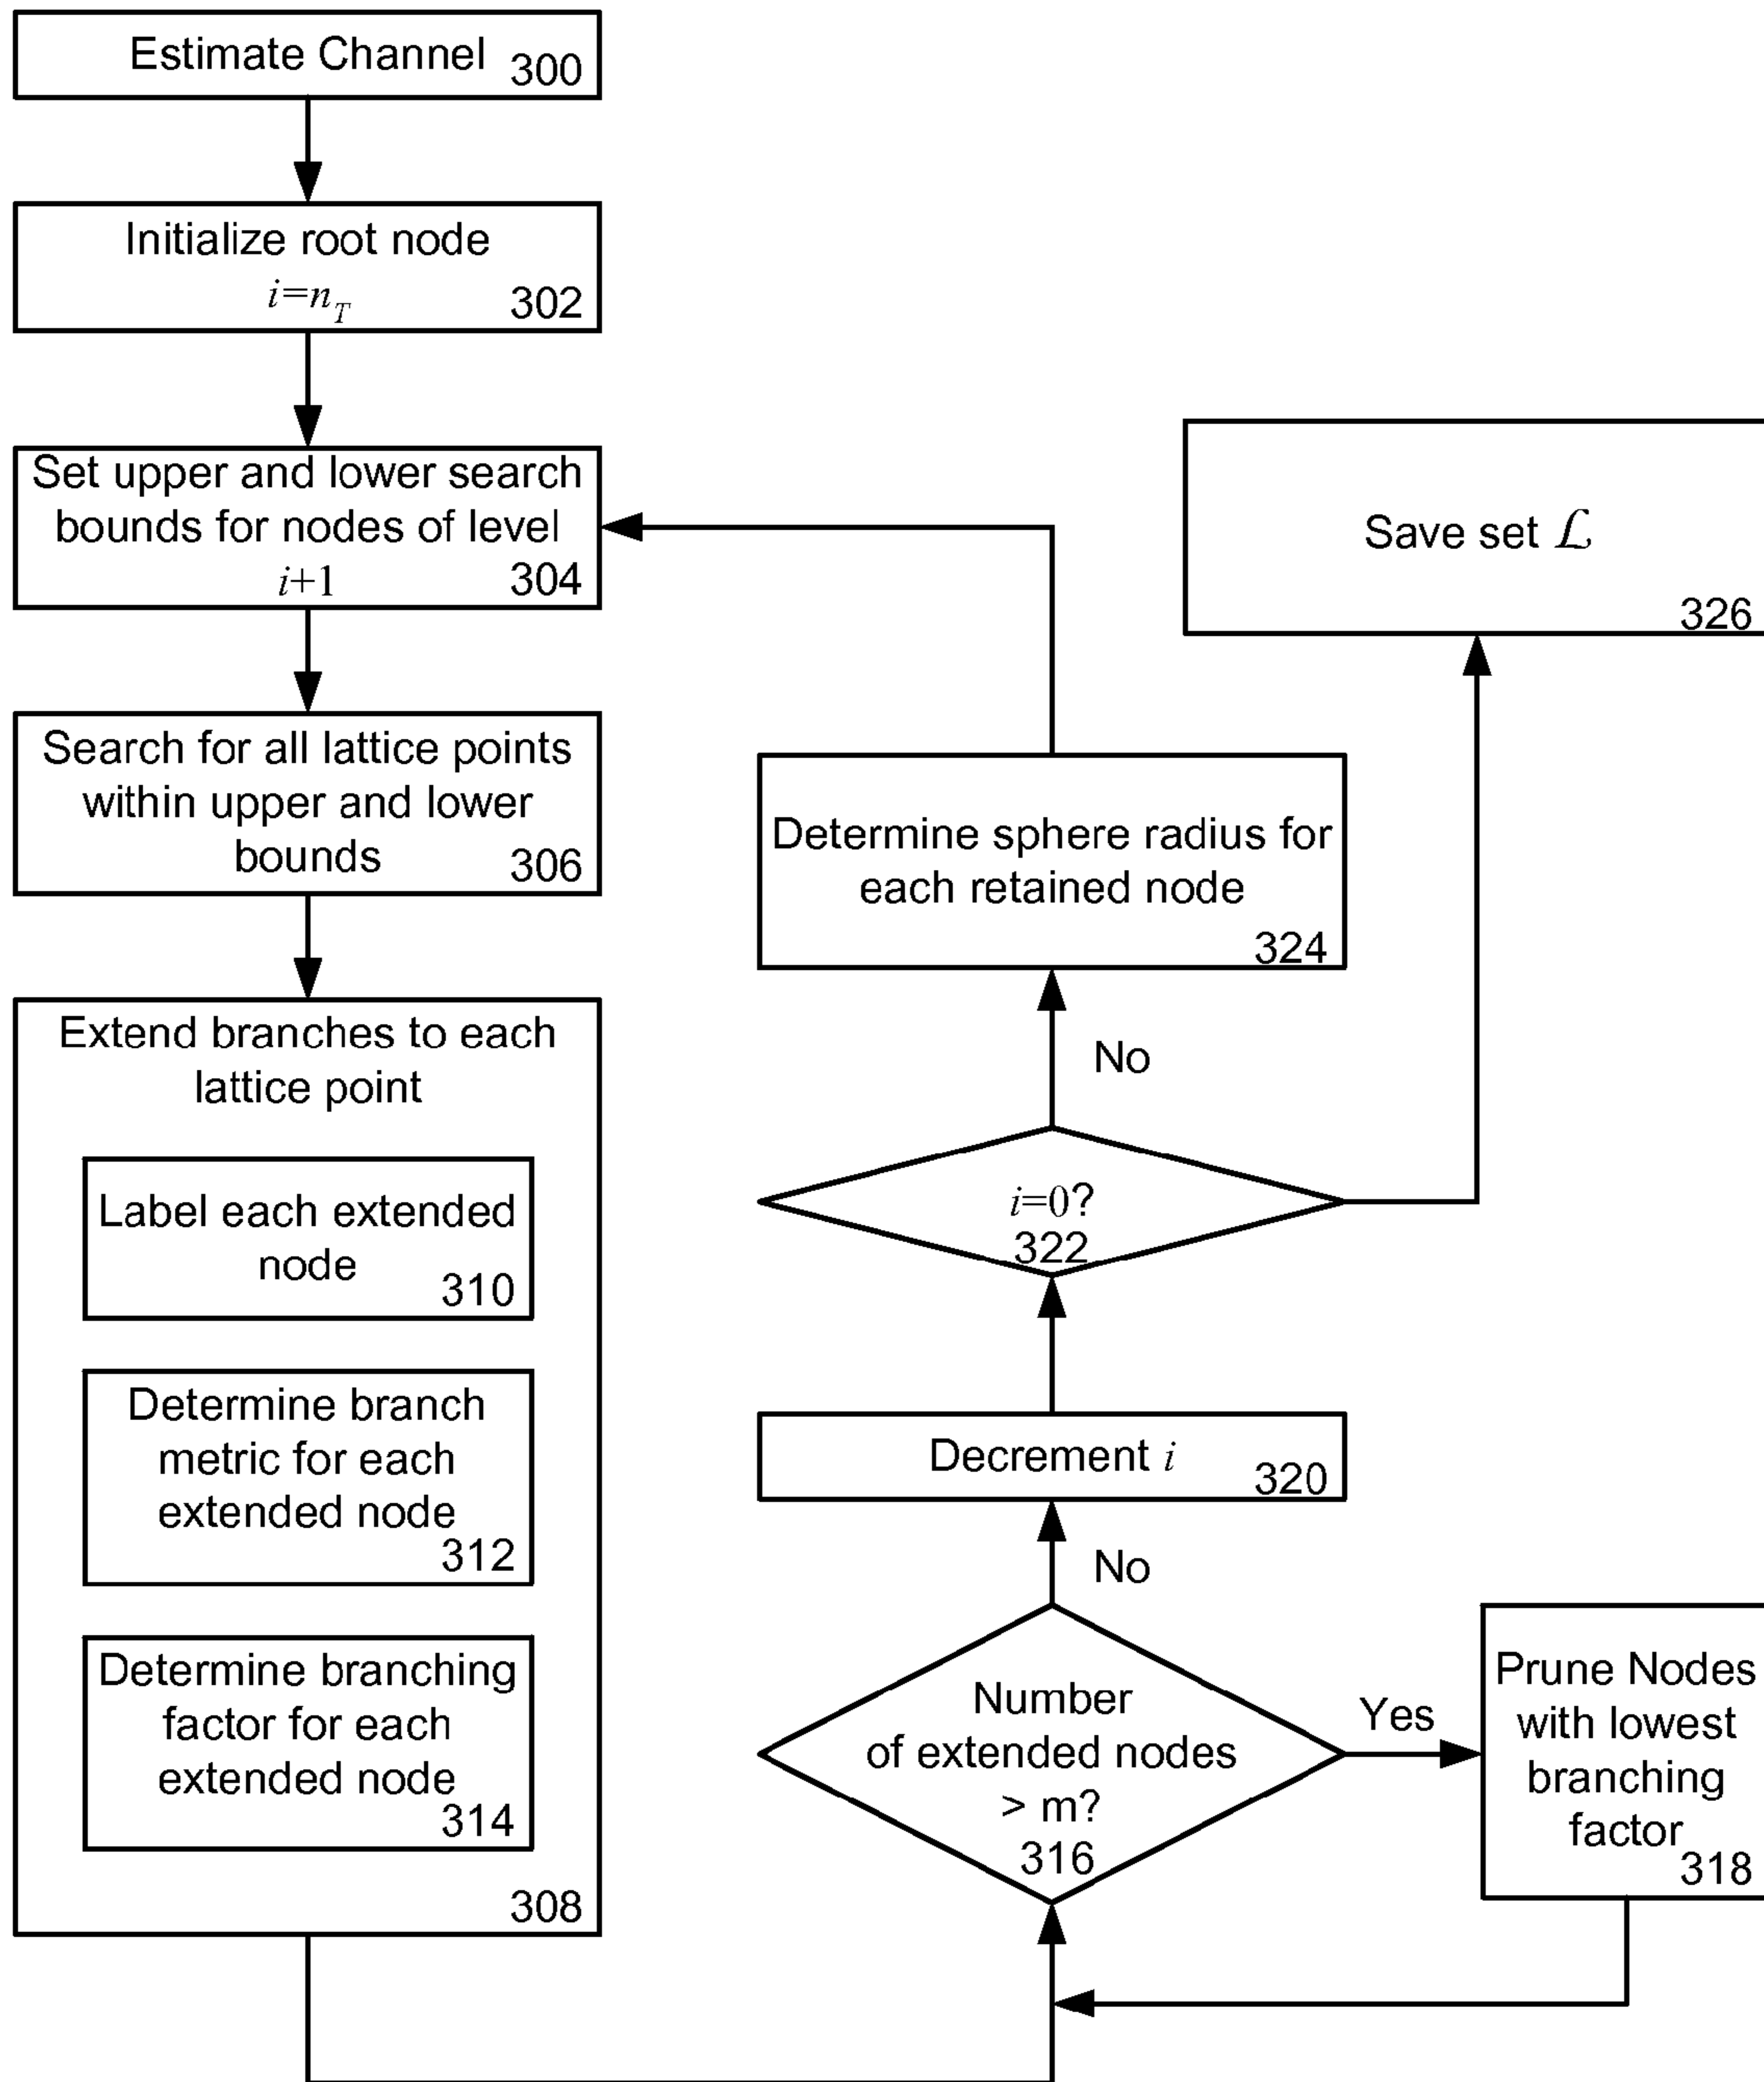 Estimate Channel
300
Initialize root node
i=n_T
302
Set upper and lower search
bounds for nodes of level
i+1
304
Search for all lattice points
within upper and lower
bounds
306
Extend branches to each
lattice point
Label each extended
node
310
Determine branch
metric for each
extended node
312
Determine branching
factor for each
extended node
314
308
Number
of extended nodes
> m?
316
Yes
Prune Nodes
with lowest
branching
factor
318
No
Decrement i
320
i=0?
322
No
Determine sphere radius for
each retained node
324
Save set ℒ
326